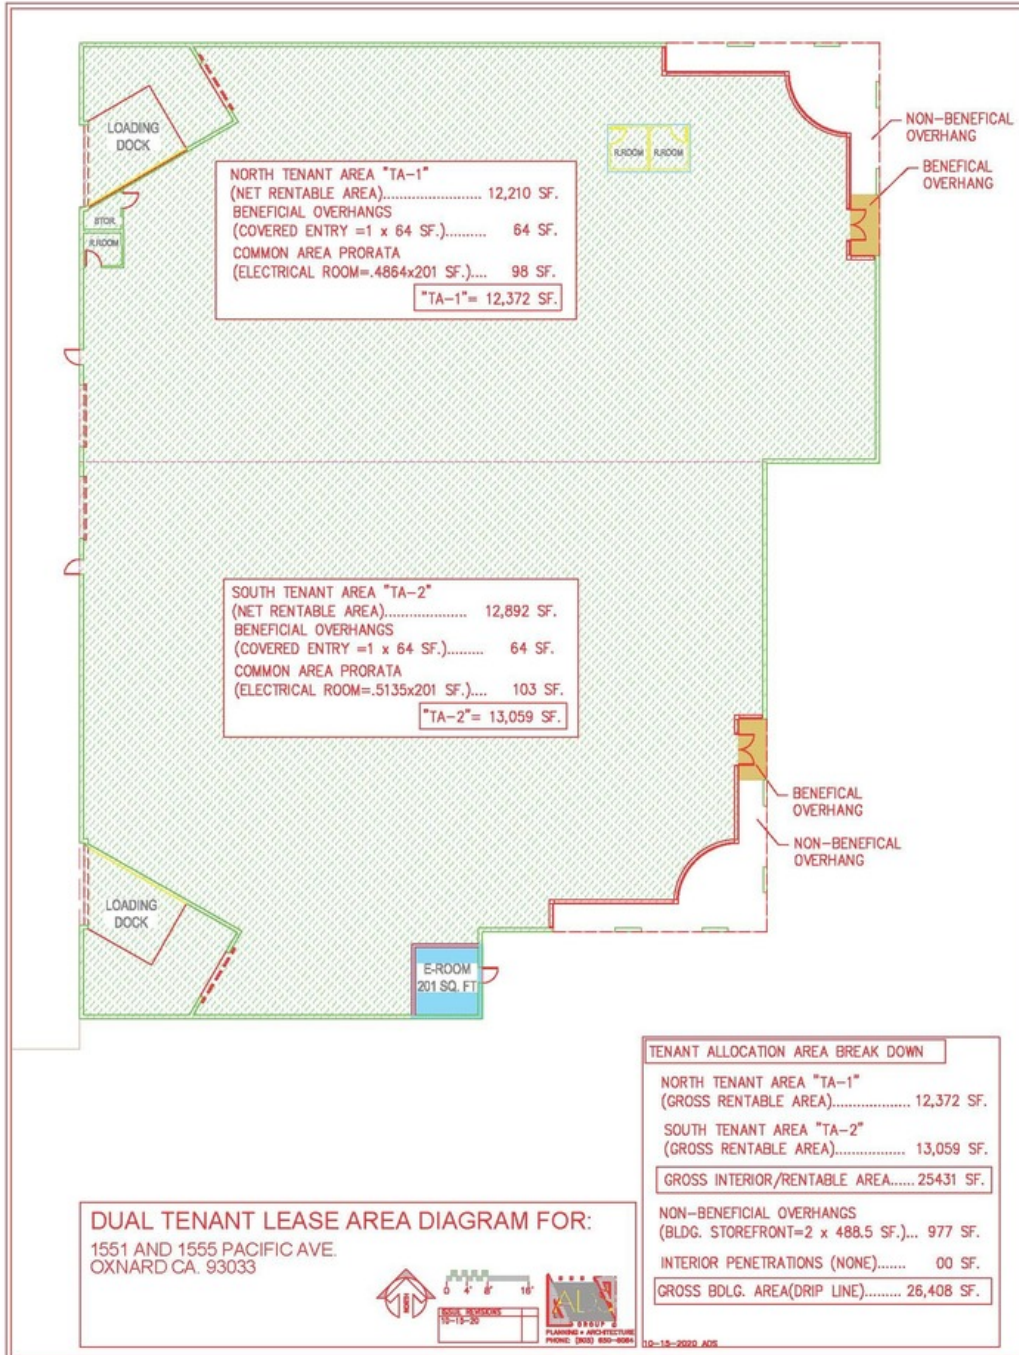 LOADING
DOCK
STOR.
R.ROOM
R.ROOM
R.ROOM
NON-BENEFICAL
OVERHANG
BENEFICAL
OVERHANG
NORTH TENANT AREA "TA-1"
(NET RENTABLE AREA)..................... 12,210 SF.
BENEFICIAL OVERHANGS
(COVERED ENTRY =1 x 64 SF.)......... 64 SF.
COMMON AREA PRORATA
(ELECTRICAL ROOM=.4864x201 SF.).... 98 SF.
"TA-1"= 12,372 SF.
SOUTH TENANT AREA "TA-2"
(NET RENTABLE AREA).................. 12,892 SF.
BENEFICIAL OVERHANGS
(COVERED ENTRY =1 x 64 SF.)........ 64 SF.
COMMON AREA PRORATA
(ELECTRICAL ROOM=.5135x201 SF.).... 103 SF.
"TA-2"= 13,059 SF.
BENEFICAL
OVERHANG
NON-BENEFICAL
OVERHANG
LOADING
DOCK
E-ROOM
201 SQ. FT
TENANT ALLOCATION AREA BREAK DOWN
NORTH TENANT AREA "TA-1"
(GROSS RENTABLE AREA)................... 12,372 SF.
SOUTH TENANT AREA "TA-2"
(GROSS RENTABLE AREA)................. 13,059 SF.
GROSS INTERIOR/RENTABLE AREA...... 25431 SF.
NON-BENEFICIAL OVERHANGS
(BLDG. STOREFRONT=2 x 488.5 SF.)... 977 SF.
INTERIOR PENETRATIONS (NONE)....... 00 SF.
GROSS BDLG. AREA(DRIP LINE)......... 26,408 SF.
DUAL TENANT LEASE AREA DIAGRAM FOR:
1551 AND 1555 PACIFIC AVE.
OXNARD CA. 93033
NORTH
0 4' 8' 16'
REVISIONS
10-15-20
ADS
GROUP
PLANNING • ARCHITECTURE
PHONE:
10-15-2020 ADS